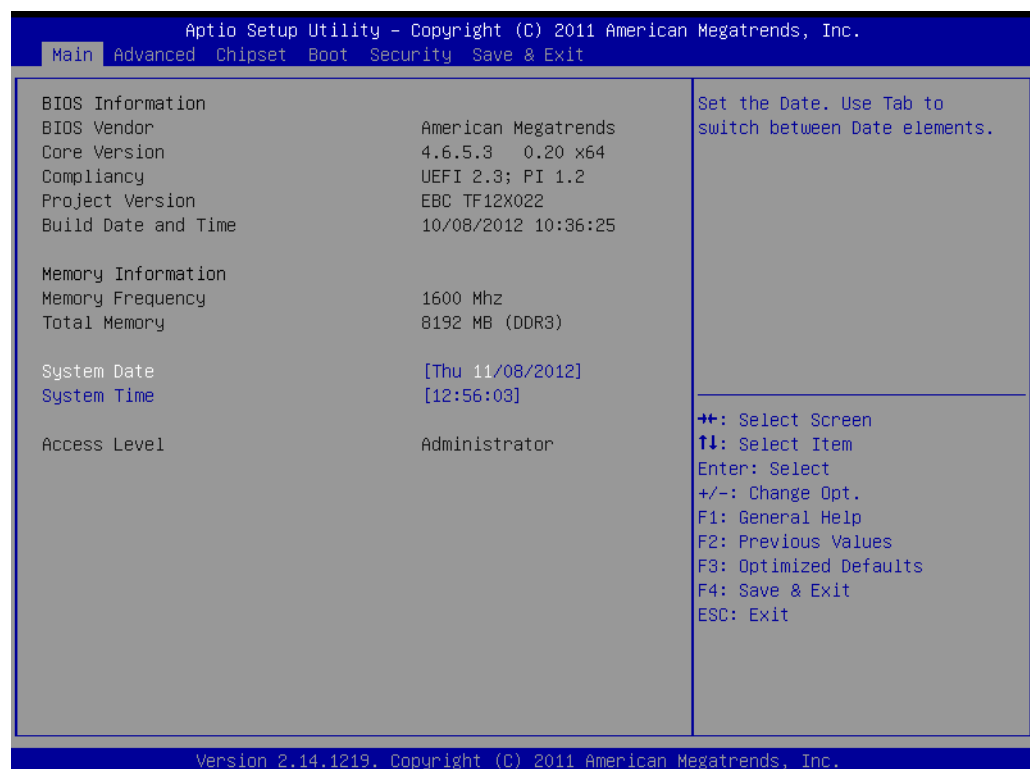 Aptio Setup Utility – Copyright (C) 2011 American Megatrends, Inc.
Main Advanced Chipset Boot Security Save & Exit
BIOS Information
BIOS Vendor American Megatrends
Core Version 4.6.5.3 0.20 x64
Compliancy UEFI 2.3; PI 1.2
Project Version EBC TF12X022
Build Date and Time 10/08/2012 10:36:25
Memory Information
Memory Frequency 1600 Mhz
Total Memory 8192 MB (DDR3)
System Date [Thu 11/08/2012]
System Time [12:56:03]
Access Level Administrator
Set the Date. Use Tab to
switch between Date elements.
→←: Select Screen
↑↓: Select Item
Enter: Select
+/-: Change Opt.
F1: General Help
F2: Previous Values
F3: Optimized Defaults
F4: Save & Exit
ESC: Exit
Version 2.14.1219. Copyright (C) 2011 American Megatrends, Inc.